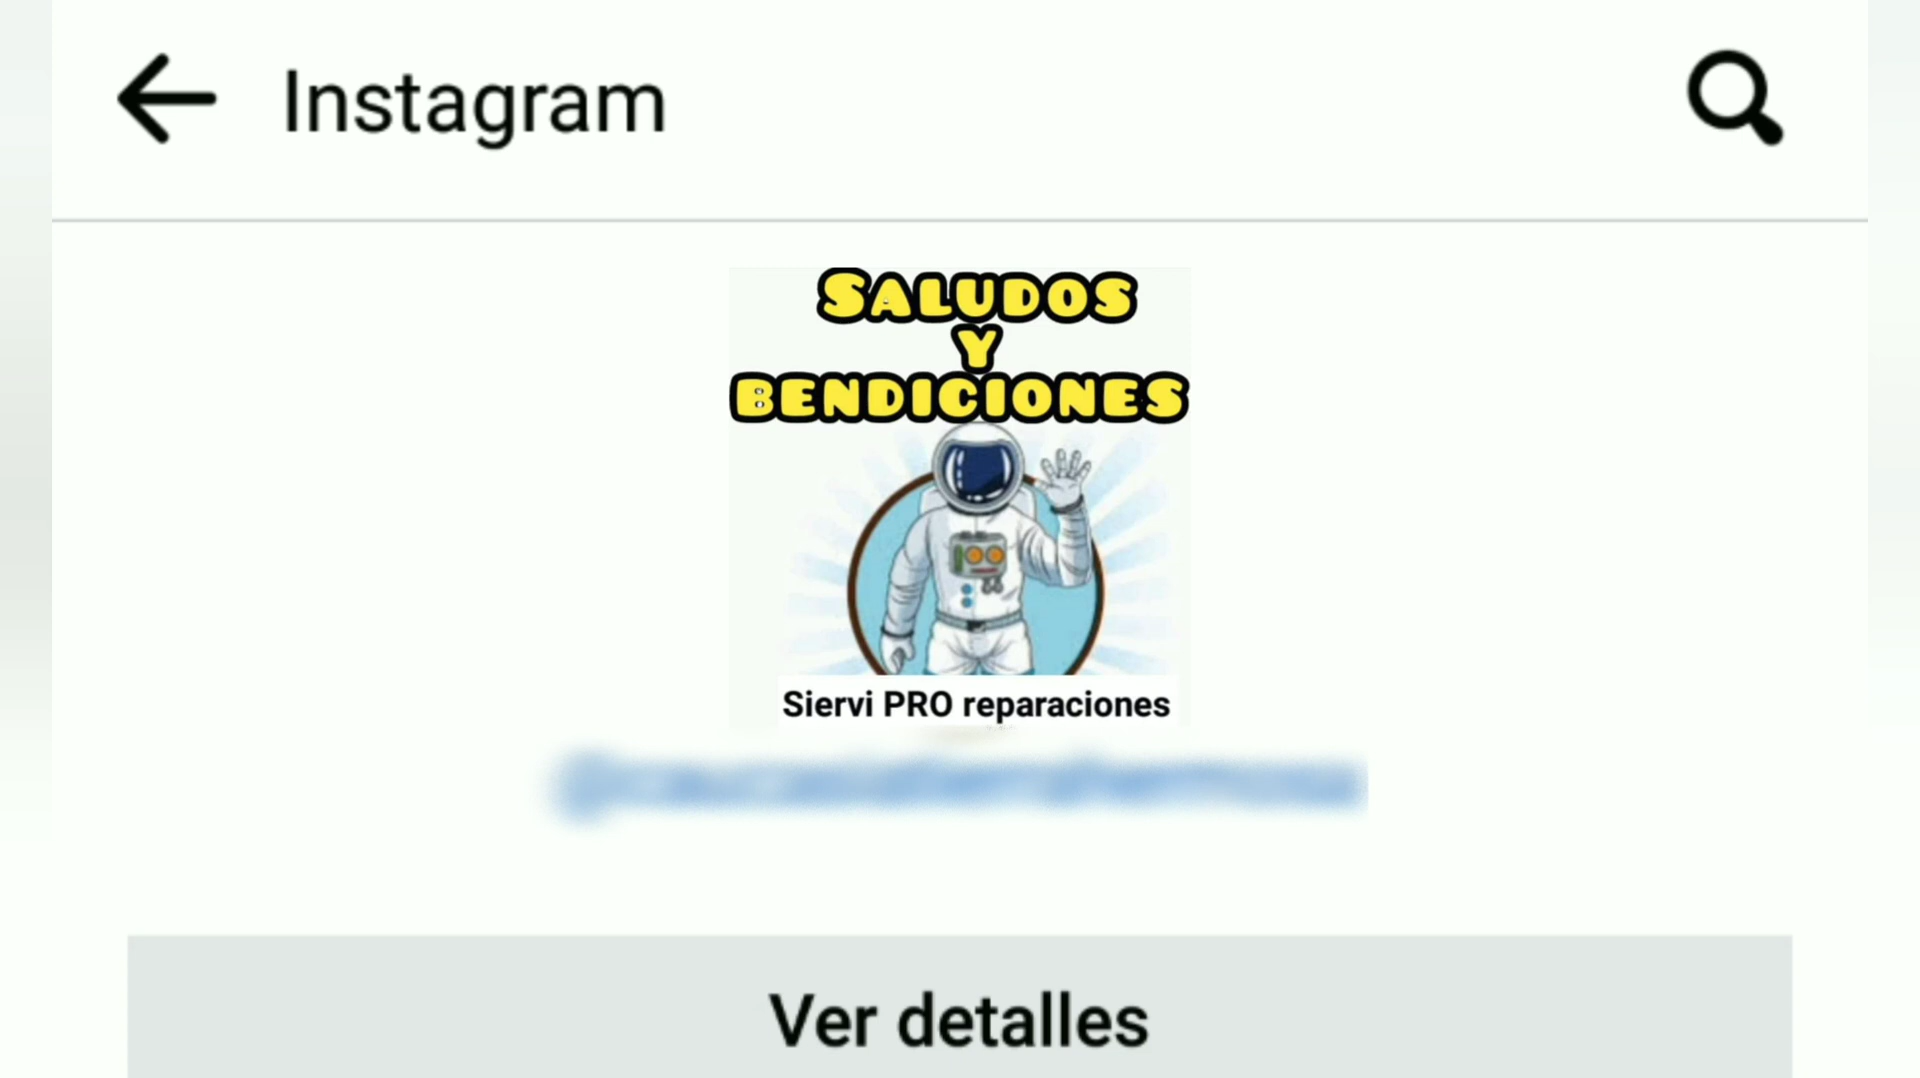 Instagram
SALUDOS
Y
BENDICIONES
Siervi PRO reparaciones
Ver detalles